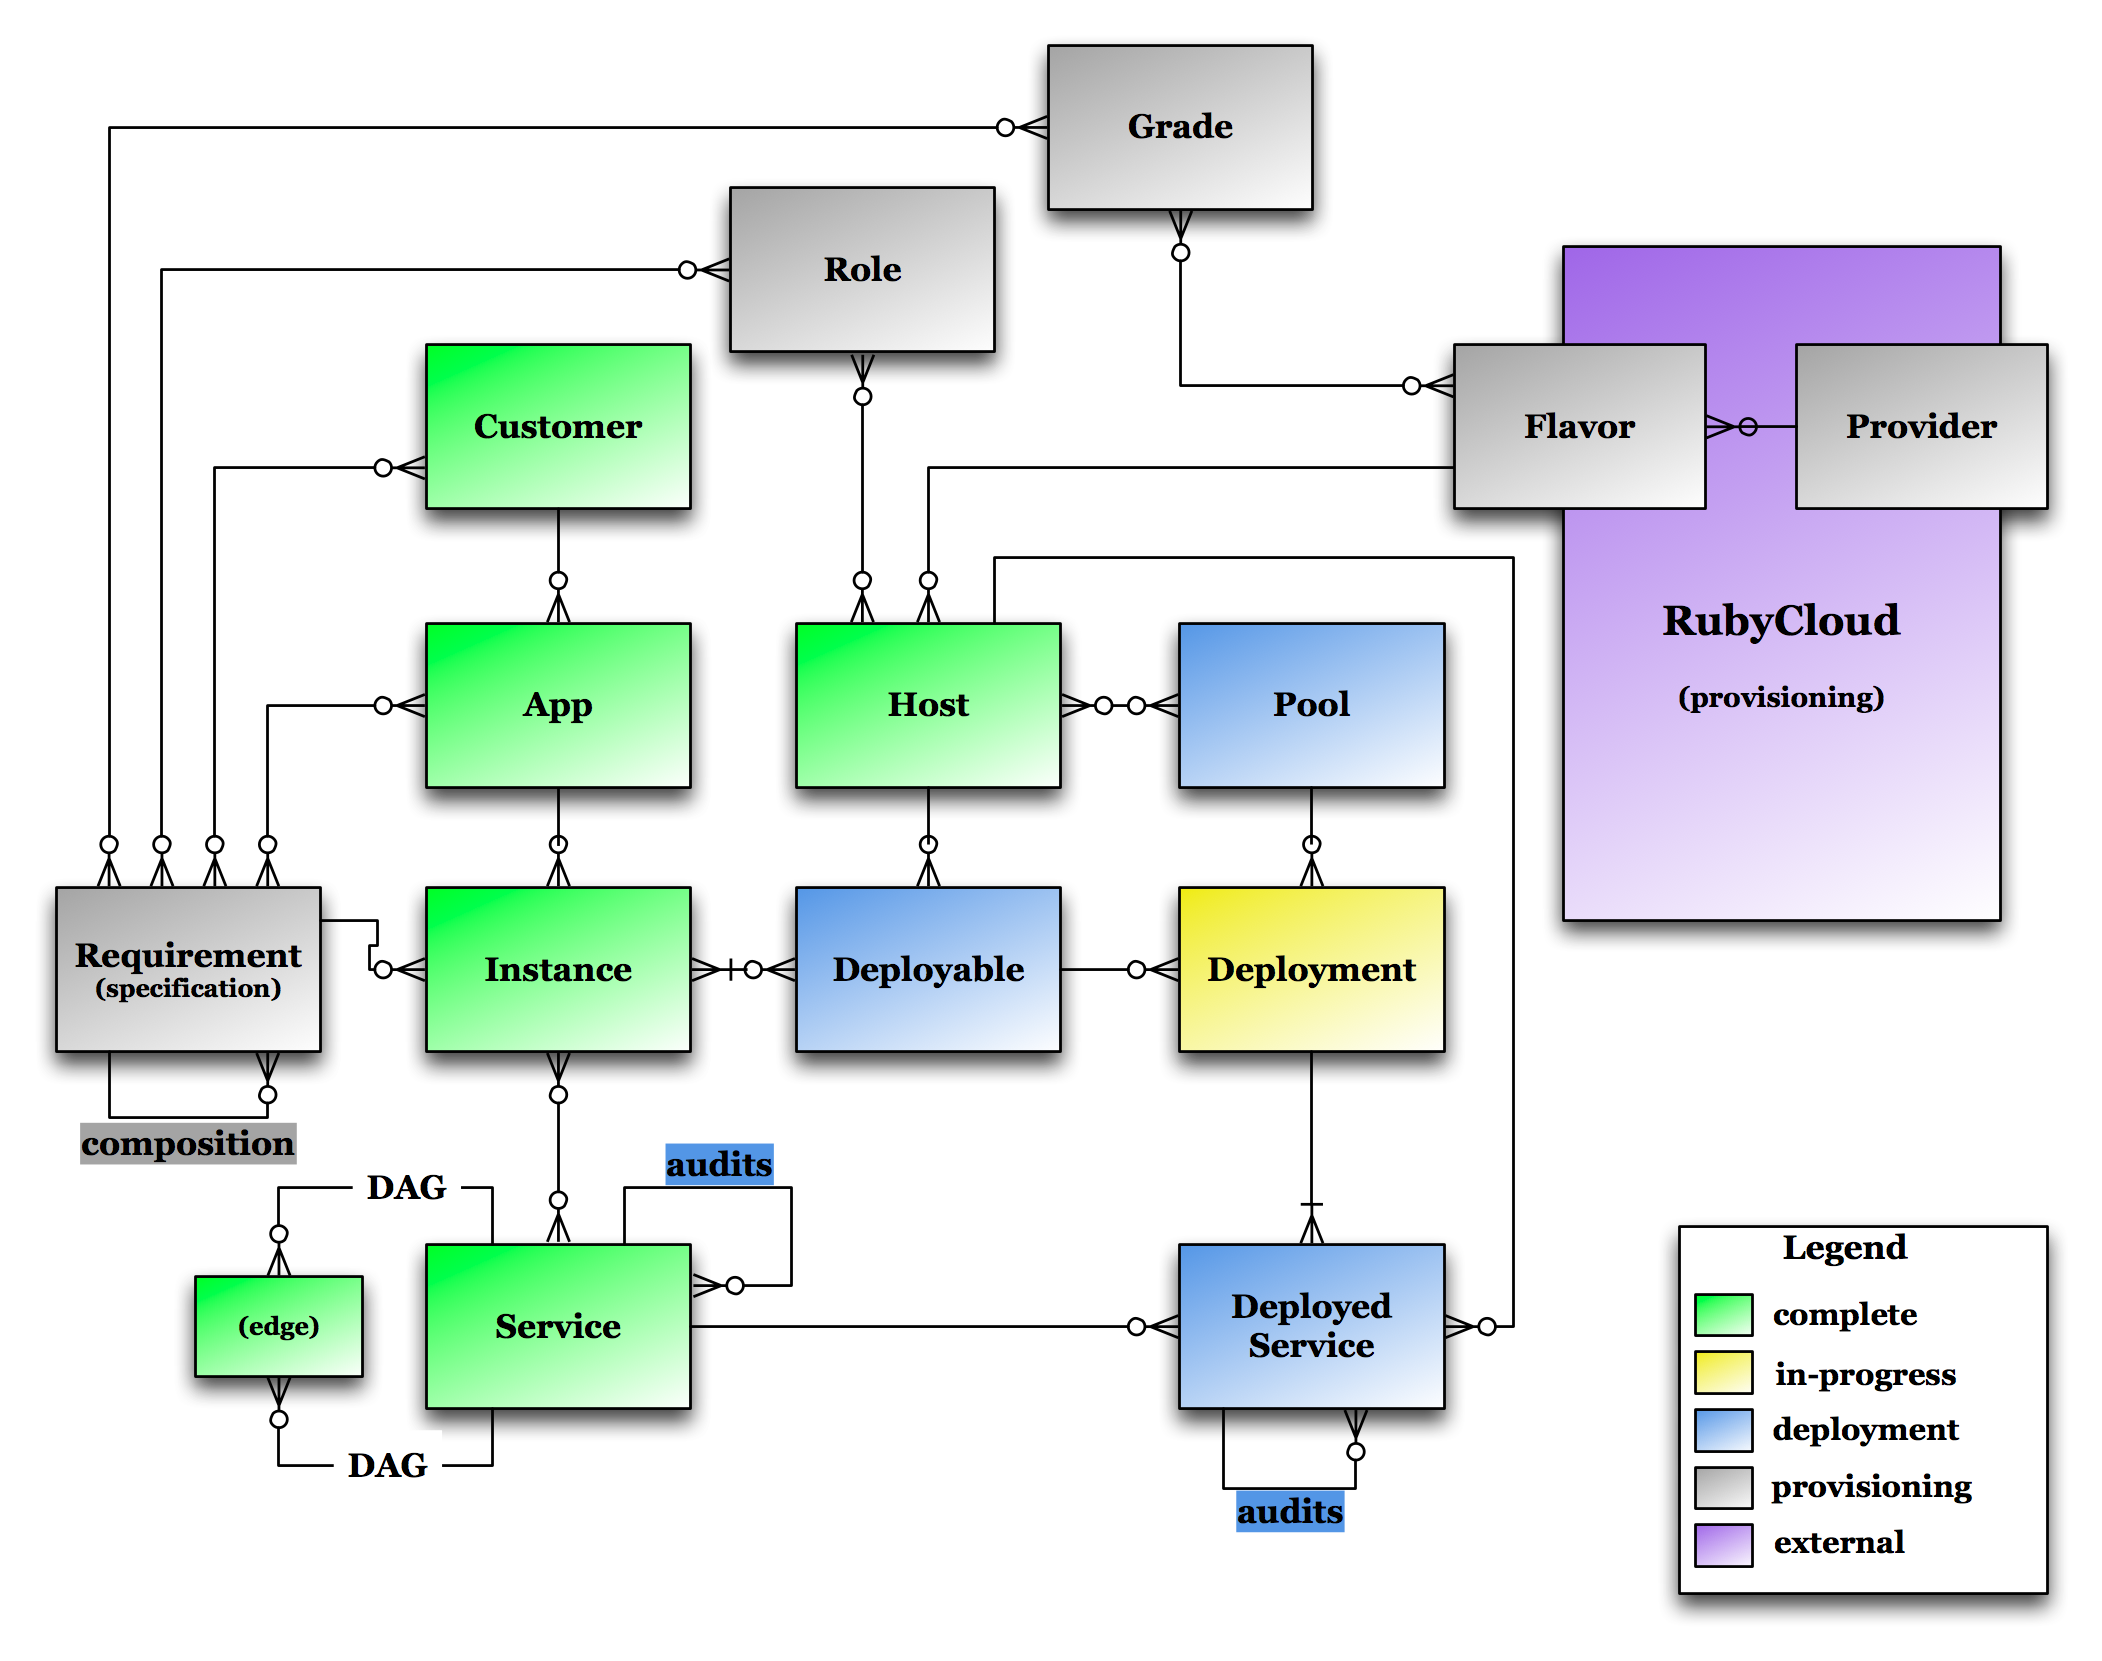 Grade
Role
Customer
Flavor
Provider
RubyCloud
(provisioning)
App
Host
Pool
Requirement
(specification)
Instance
Deployable
Deployment
composition
audits
DAG
(edge)
Service
Deployed
Service
DAG
audits
Legend
complete
in-progress
deployment
provisioning
external